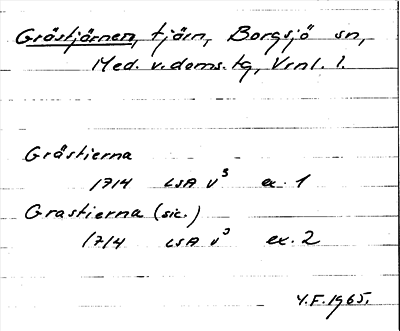 Gråstjärnen, tjärn, Borgsjö sn,
Med. v. doms. tg, Vrnl. l.
Gråstierna
1714 LSA V³ ex. 1
Grastierna (sic.)
1714 LSA V³ ex. 2
Y.F. 1965.